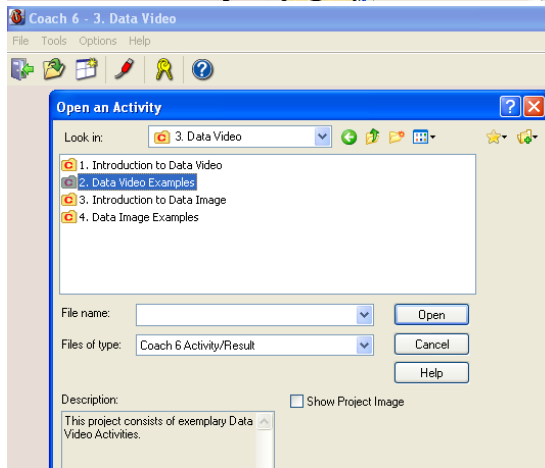 Coach 6 - 3. Data Video
File Tools Options Help
Open an Activity
Look in: 3. Data Video
1. Introduction to Data Video
2. Data Video Examples
3. Introduction to Data Image
4. Data Image Examples
File name: Open
Files of type: Coach 6 Activity/Result Cancel
Help
Description: Show Project Image
This project consists of exemplary Data
Video Activities.